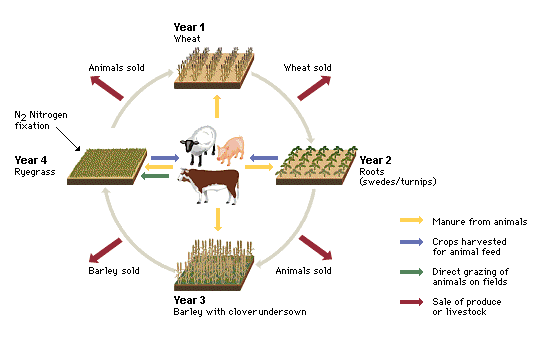 Year 1
Wheat
Animals sold
Wheat sold
N2 Nitrogen
fixation
Year 4
Ryegrass
Year 2
Roots
(swedes/turnips)
Manure from animals
Crops harvested
for animal feed
Direct grazing of
animals on fields
Sale of produce
or livestock
Barley sold
Animals sold
Year 3
Barley with clover undersown